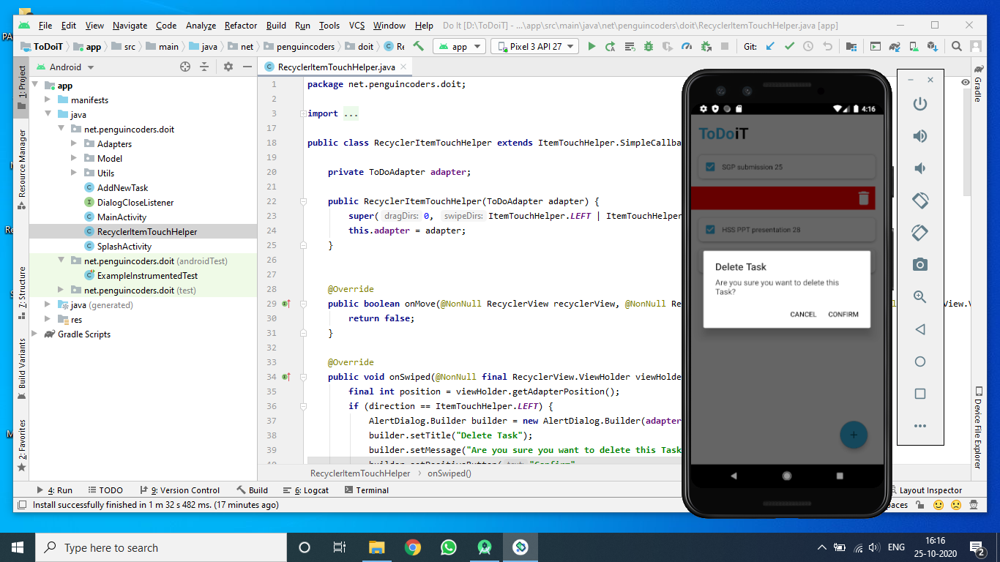 File Edit View Navigate Code Analyze Refactor Build Run Tools VCS Window Help Do It [D:\ToDoiT] - ...\app\src\main\java\net\penguincoders\doit\RecyclerItemTouchHelper.java [app]
ToDoiT app src main java net penguincoders doit Re app Pixel 3 API 27 Git:
Android
RecyclerItemTouchHelper.java
1: Project
Resource Manager
7: Structure
Build Variants
2: Favorites
app
manifests
java
net.penguincoders.doit
Adapters
Model
Utils
AddNewTask
DialogCloseListener
MainActivity
RecyclerItemTouchHelper
SplashActivity
net.penguincoders.doit (androidTest)
ExampleInstrumentedTest
net.penguincoders.doit (test)
java (generated)
res
Gradle Scripts
1 package net.penguincoders.doit;
2
3 import ...
17
18 public class RecyclerItemTouchHelper extends ItemTouchHelper.SimpleCallba
19
20 private ToDoAdapter adapter;
21
22 public RecyclerItemTouchHelper(ToDoAdapter adapter) {
23 super( dragDirs: 0, swipeDirs: ItemTouchHelper.LEFT | ItemTouchHelper
24 this.adapter = adapter;
25 }
26
27
28 @Override
29 public boolean onMove(@NonNull RecyclerView recyclerView, @NonNull Re
30 return false;
31 }
32
33 @Override
34 public void onSwiped(@NonNull final RecyclerView.ViewHolder viewHolde
35 final int position = viewHolder.getAdapterPosition();
36 if (direction == ItemTouchHelper.LEFT) {
37 AlertDialog.Builder builder = new AlertDialog.Builder(adapter
38 builder.setTitle("Delete Task");
39 builder.setMessage("Are you sure you want to delete this Task
RecyclerItemTouchHelper onSwiped()
4:16
ToDoiT
SGP submission 25
HSS PPT presentation 28
Delete Task
Are you sure you want to delete this
Task?
CANCEL CONFIRM
+
Gradle
Device File Explorer
4: Run TODO 9: Version Control Build 6: Logcat Terminal Layout Inspector
Install successfully finished in 1 m 32 s 482 ms. (17 minutes ago)
Type here to search
ENG
16:16
25-10-2020
2